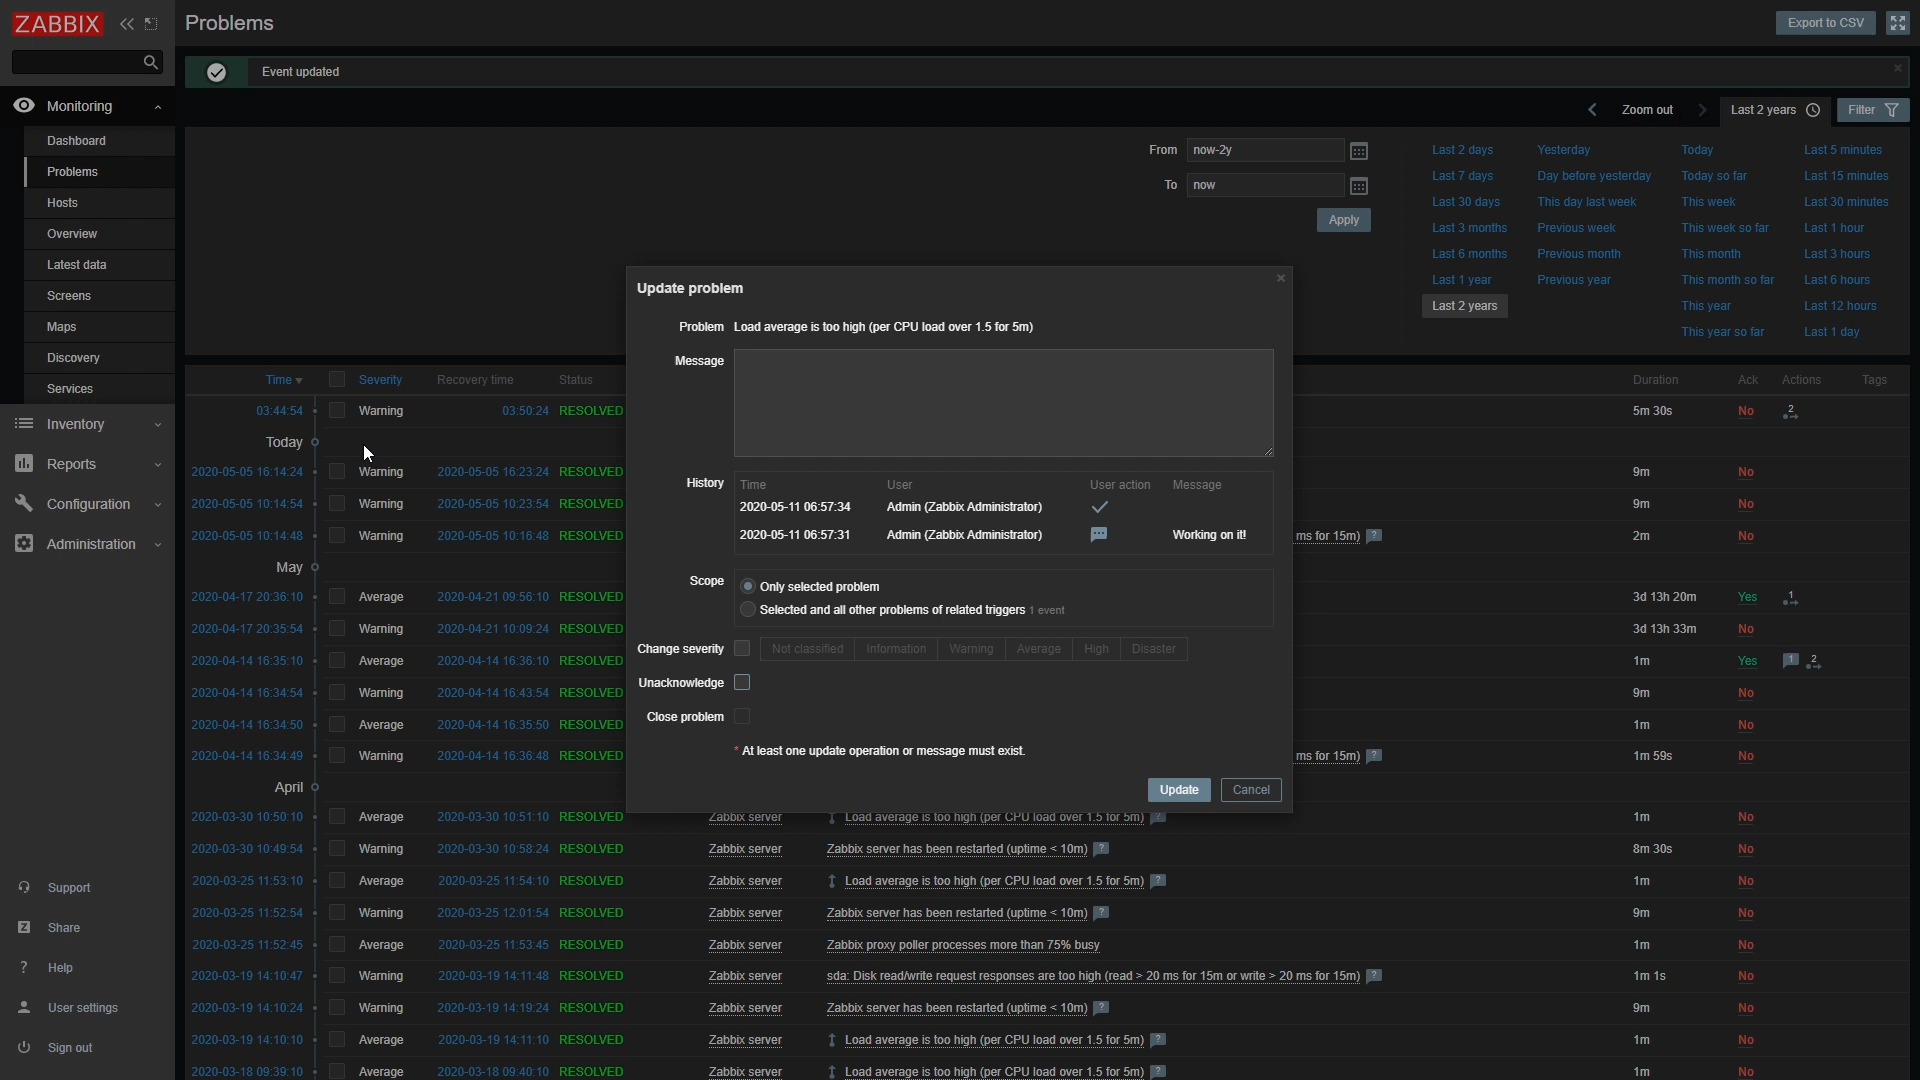 ZABBIX
Problems
Export to CSV
Event updated
Monitoring
Dashboard
Problems
Hosts
Overview
Latest data
Screens
Maps
Discovery
Services
Inventory
Reports
Configuration
Administration
Support
Share
Help
User settings
Sign out
Zoom out
Last 2 years
Filter
From now-2y
To now
Apply
Last 2 days Yesterday Today Last 5 minutes
Last 7 days Day before yesterday Today so far Last 15 minutes
Last 30 days This day last week This week Last 30 minutes
Last 3 months Previous week This week so far Last 1 hour
Last 6 months Previous month This month Last 3 hours
Last 1 year Previous year This month so far Last 6 hours
Last 2 years This year Last 12 hours
This year so far Last 1 day
Time Severity Recovery time Status Duration Ack Actions Tags
03:44:54 Warning 03:50:24 RESOLVED 5m 30s No 2
Today
2020-05-05 16:14:24 Warning 2020-05-05 16:23:24 RESOLVED 9m No
2020-05-05 10:14:54 Warning 2020-05-05 10:23:54 RESOLVED 9m No
2020-05-05 10:14:48 Warning 2020-05-05 10:16:48 RESOLVED ms for 15m) ? 2m No
May
2020-04-17 20:36:10 Average 2020-04-21 09:56:10 RESOLVED 3d 13h 20m Yes 1
2020-04-17 20:35:54 Warning 2020-04-21 10:09:24 RESOLVED 3d 13h 33m No
2020-04-14 16:35:10 Average 2020-04-14 16:36:10 RESOLVED 1m Yes 1 2
2020-04-14 16:34:54 Warning 2020-04-14 16:43:54 RESOLVED 9m No
2020-04-14 16:34:50 Average 2020-04-14 16:35:50 RESOLVED 1m No
2020-04-14 16:34:49 Warning 2020-04-14 16:36:48 RESOLVED ms for 15m) ? 1m 59s No
April
2020-03-30 10:50:10 Average 2020-03-30 10:51:10 RESOLVED Zabbix server Load average is too high (per CPU load over 1.5 for 5m) ? 1m No
2020-03-30 10:49:54 Warning 2020-03-30 10:58:24 RESOLVED Zabbix server Zabbix server has been restarted (uptime < 10m) ? 8m 30s No
2020-03-25 11:53:10 Average 2020-03-25 11:54:10 RESOLVED Zabbix server Load average is too high (per CPU load over 1.5 for 5m) ? 1m No
2020-03-25 11:52:54 Warning 2020-03-25 12:01:54 RESOLVED Zabbix server Zabbix server has been restarted (uptime < 10m) ? 9m No
2020-03-25 11:52:45 Average 2020-03-25 11:53:45 RESOLVED Zabbix server Zabbix proxy poller processes more than 75% busy 1m No
2020-03-19 14:10:47 Warning 2020-03-19 14:11:48 RESOLVED Zabbix server sda: Disk read/write request responses are too high (read > 20 ms for 15m or write > 20 ms for 15m) ? 1m 1s No
2020-03-19 14:10:24 Warning 2020-03-19 14:19:24 RESOLVED Zabbix server Zabbix server has been restarted (uptime < 10m) ? 9m No
2020-03-19 14:10:10 Average 2020-03-19 14:11:10 RESOLVED Zabbix server Load average is too high (per CPU load over 1.5 for 5m) ? 1m No
2020-03-18 09:39:10 Average 2020-03-18 09:40:10 RESOLVED Zabbix server Load average is too high (per CPU load over 1.5 for 5m) ? 1m No
Update problem
Problem Load average is too high (per CPU load over 1.5 for 5m)
Message
History Time User User action Message
2020-05-11 06:57:34 Admin (Zabbix Administrator)
2020-05-11 06:57:31 Admin (Zabbix Administrator) Working on it!
Scope Only selected problem
Selected and all other problems of related triggers 1 event
Change severity Not classified Information Warning Average High Disaster
Unacknowledge
Close problem
* At least one update operation or message must exist.
Update Cancel